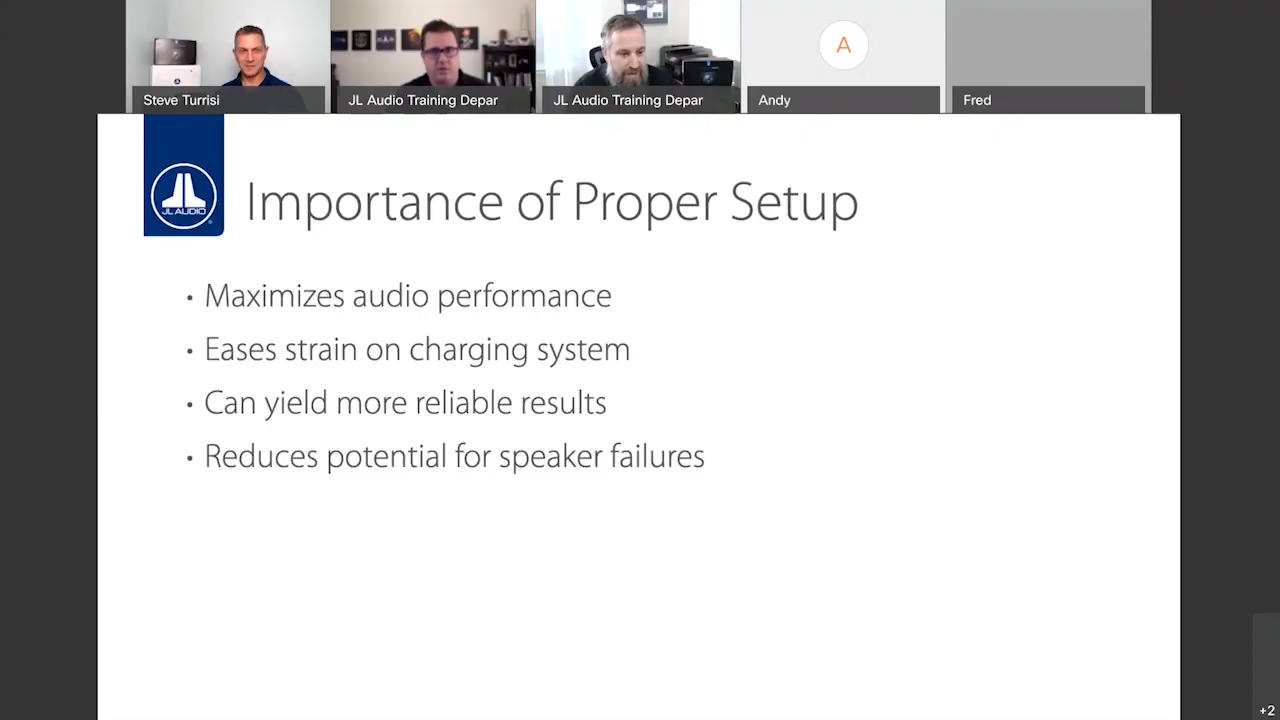 Steve Turrisi
JL Audio Training Depar
JL Audio Training Depar
A
Andy
Fred
JL AUDIO
Importance of Proper Setup
• Maximizes audio performance
• Eases strain on charging system
• Can yield more reliable results
• Reduces potential for speaker failures
+2